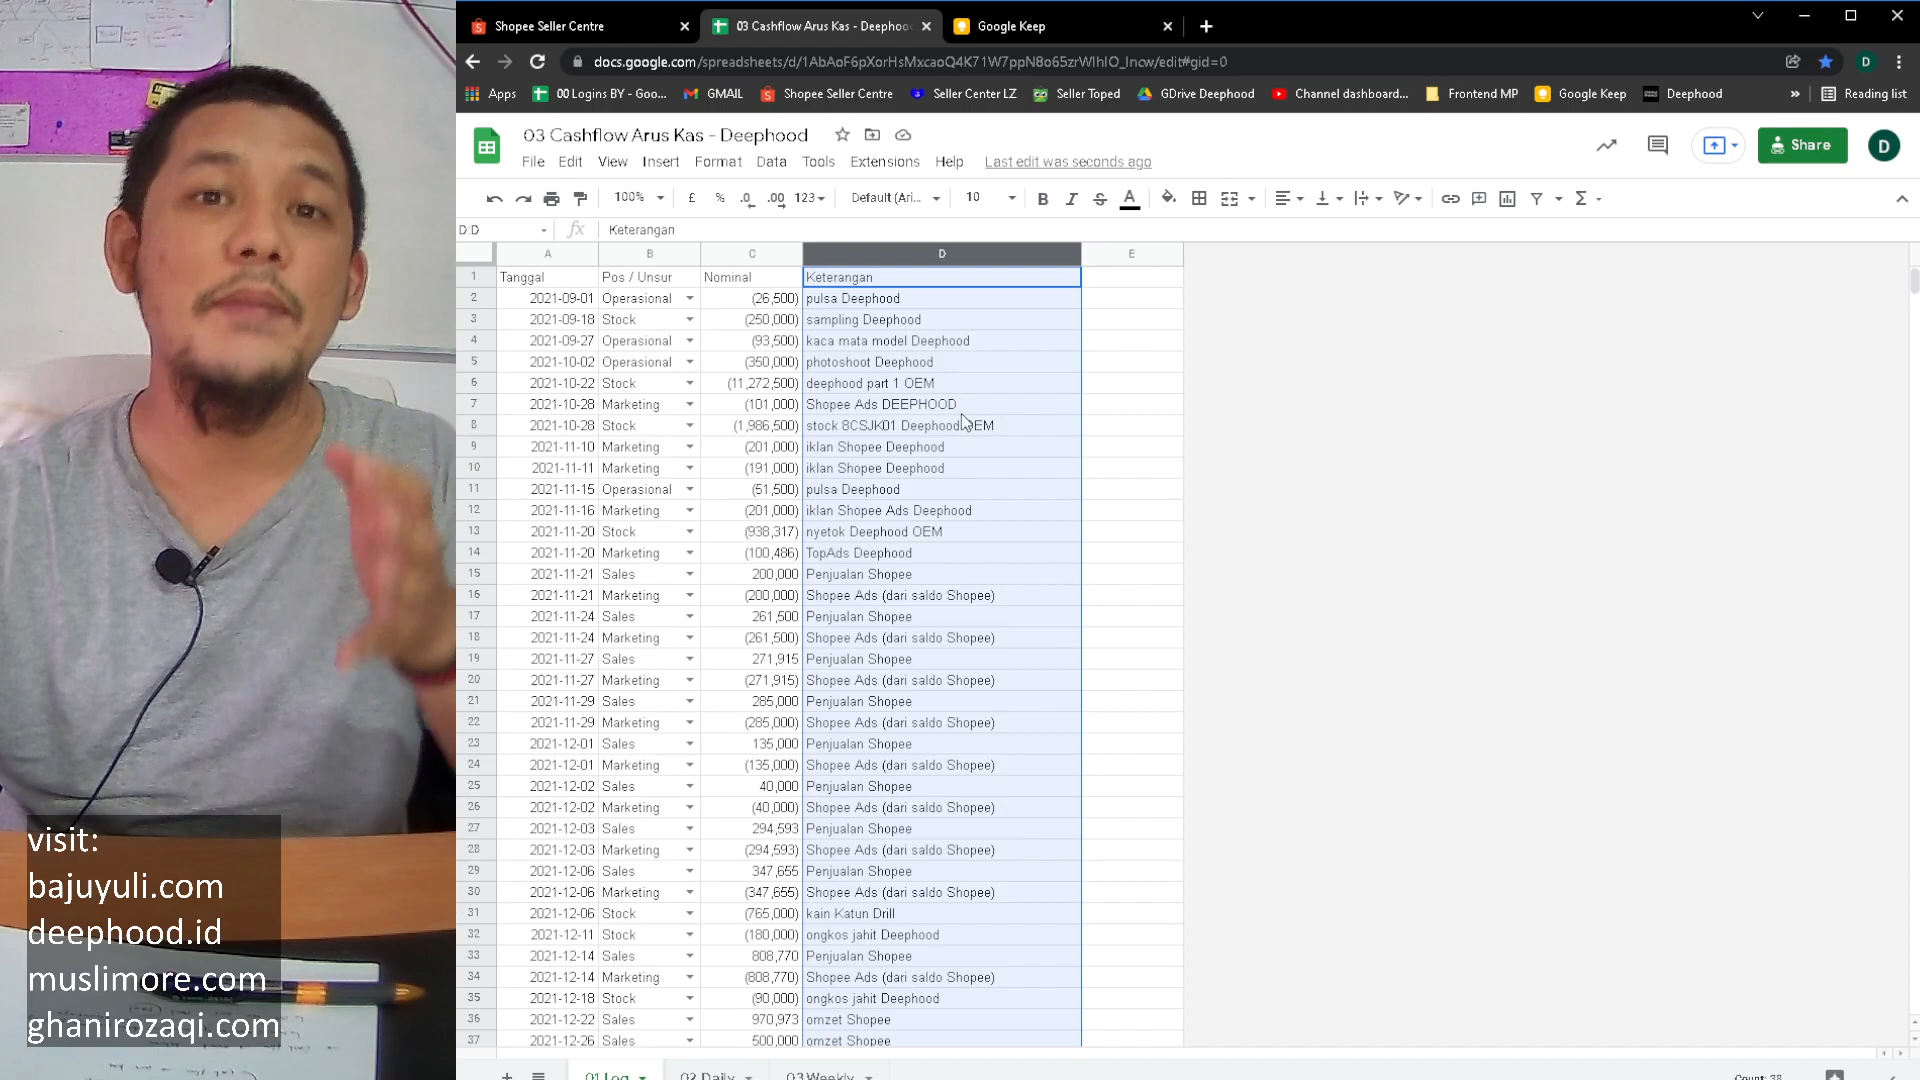 Shopee Seller Centre
03 Cashflow Arus Kas - Deephoo
Google Keep
docs.google.com/spreadsheets/d/1AbAoF6pXorHsMxcaoQ4K71W7ppN8o65zrWlhIO_Incw/edit#gid=0
Apps 00 Logins BY - Goo... GMAIL Shopee Seller Centre Seller Center LZ Seller Toped GDrive Deephood Channel dashboard... Frontend MP Google Keep Deephood » Reading list
03 Cashflow Arus Kas - Deephood
File Edit View Insert Format Data Tools Extensions Help Last edit was seconds ago
Share
D
100% £ % .0 .00 123 Default (Ari... 10 B I S A
D:D fx Keterangan
A B C D E
1 Tanggal Pos / Unsur Nominal Keterangan
2 2021-09-01 Operasional (26,500) pulsa Deephood
3 2021-09-18 Stock (250,000) sampling Deephood
4 2021-09-27 Operasional (93,500) kaca mata model Deephood
5 2021-10-02 Operasional (350,000) photoshoot Deephood
6 2021-10-22 Stock (11,272,500) deephood part 1 OEM
7 2021-10-28 Marketing (101,000) Shopee Ads DEEPHOOD
8 2021-10-28 Stock (1,986,500) stock 8CSJK01 Deephood OEM
9 2021-11-10 Marketing (201,000) iklan Shopee Deephood
10 2021-11-11 Marketing (191,000) iklan Shopee Deephood
11 2021-11-15 Operasional (51,500) pulsa Deephood
12 2021-11-16 Marketing (201,000) iklan Shopee Ads Deephood
13 2021-11-20 Stock (938,317) nyetok Deephood OEM
14 2021-11-20 Marketing (100,486) TopAds Deephood
15 2021-11-21 Sales 200,000 Penjualan Shopee
16 2021-11-21 Marketing (200,000) Shopee Ads (dari saldo Shopee)
17 2021-11-24 Sales 261,500 Penjualan Shopee
18 2021-11-24 Marketing (261,500) Shopee Ads (dari saldo Shopee)
19 2021-11-27 Sales 271,915 Penjualan Shopee
20 2021-11-27 Marketing (271,915) Shopee Ads (dari saldo Shopee)
21 2021-11-29 Sales 285,000 Penjualan Shopee
22 2021-11-29 Marketing (285,000) Shopee Ads (dari saldo Shopee)
23 2021-12-01 Sales 135,000 Penjualan Shopee
24 2021-12-01 Marketing (135,000) Shopee Ads (dari saldo Shopee)
25 2021-12-02 Sales 40,000 Penjualan Shopee
26 2021-12-02 Marketing (40,000) Shopee Ads (dari saldo Shopee)
27 2021-12-03 Sales 294,593 Penjualan Shopee
28 2021-12-03 Marketing (294,593) Shopee Ads (dari saldo Shopee)
29 2021-12-06 Sales 347,655 Penjualan Shopee
30 2021-12-06 Marketing (347,655) Shopee Ads (dari saldo Shopee)
31 2021-12-06 Stock (765,000) kain Katun Drill
32 2021-12-11 Stock (180,000) ongkos jahit Deephood
33 2021-12-14 Sales 808,770 Penjualan Shopee
34 2021-12-14 Marketing (808,770) Shopee Ads (dari saldo Shopee)
35 2021-12-18 Stock (90,000) ongkos jahit Deephood
36 2021-12-22 Sales 970,973 omzet Shopee
37 2021-12-26 Sales 500,000 omzet Shopee
01 Log 02 Daily 03 Weekly Count: 38
visit:
bajuyuli.com
deephood.id
muslimore.com
ghanirozaqi.com